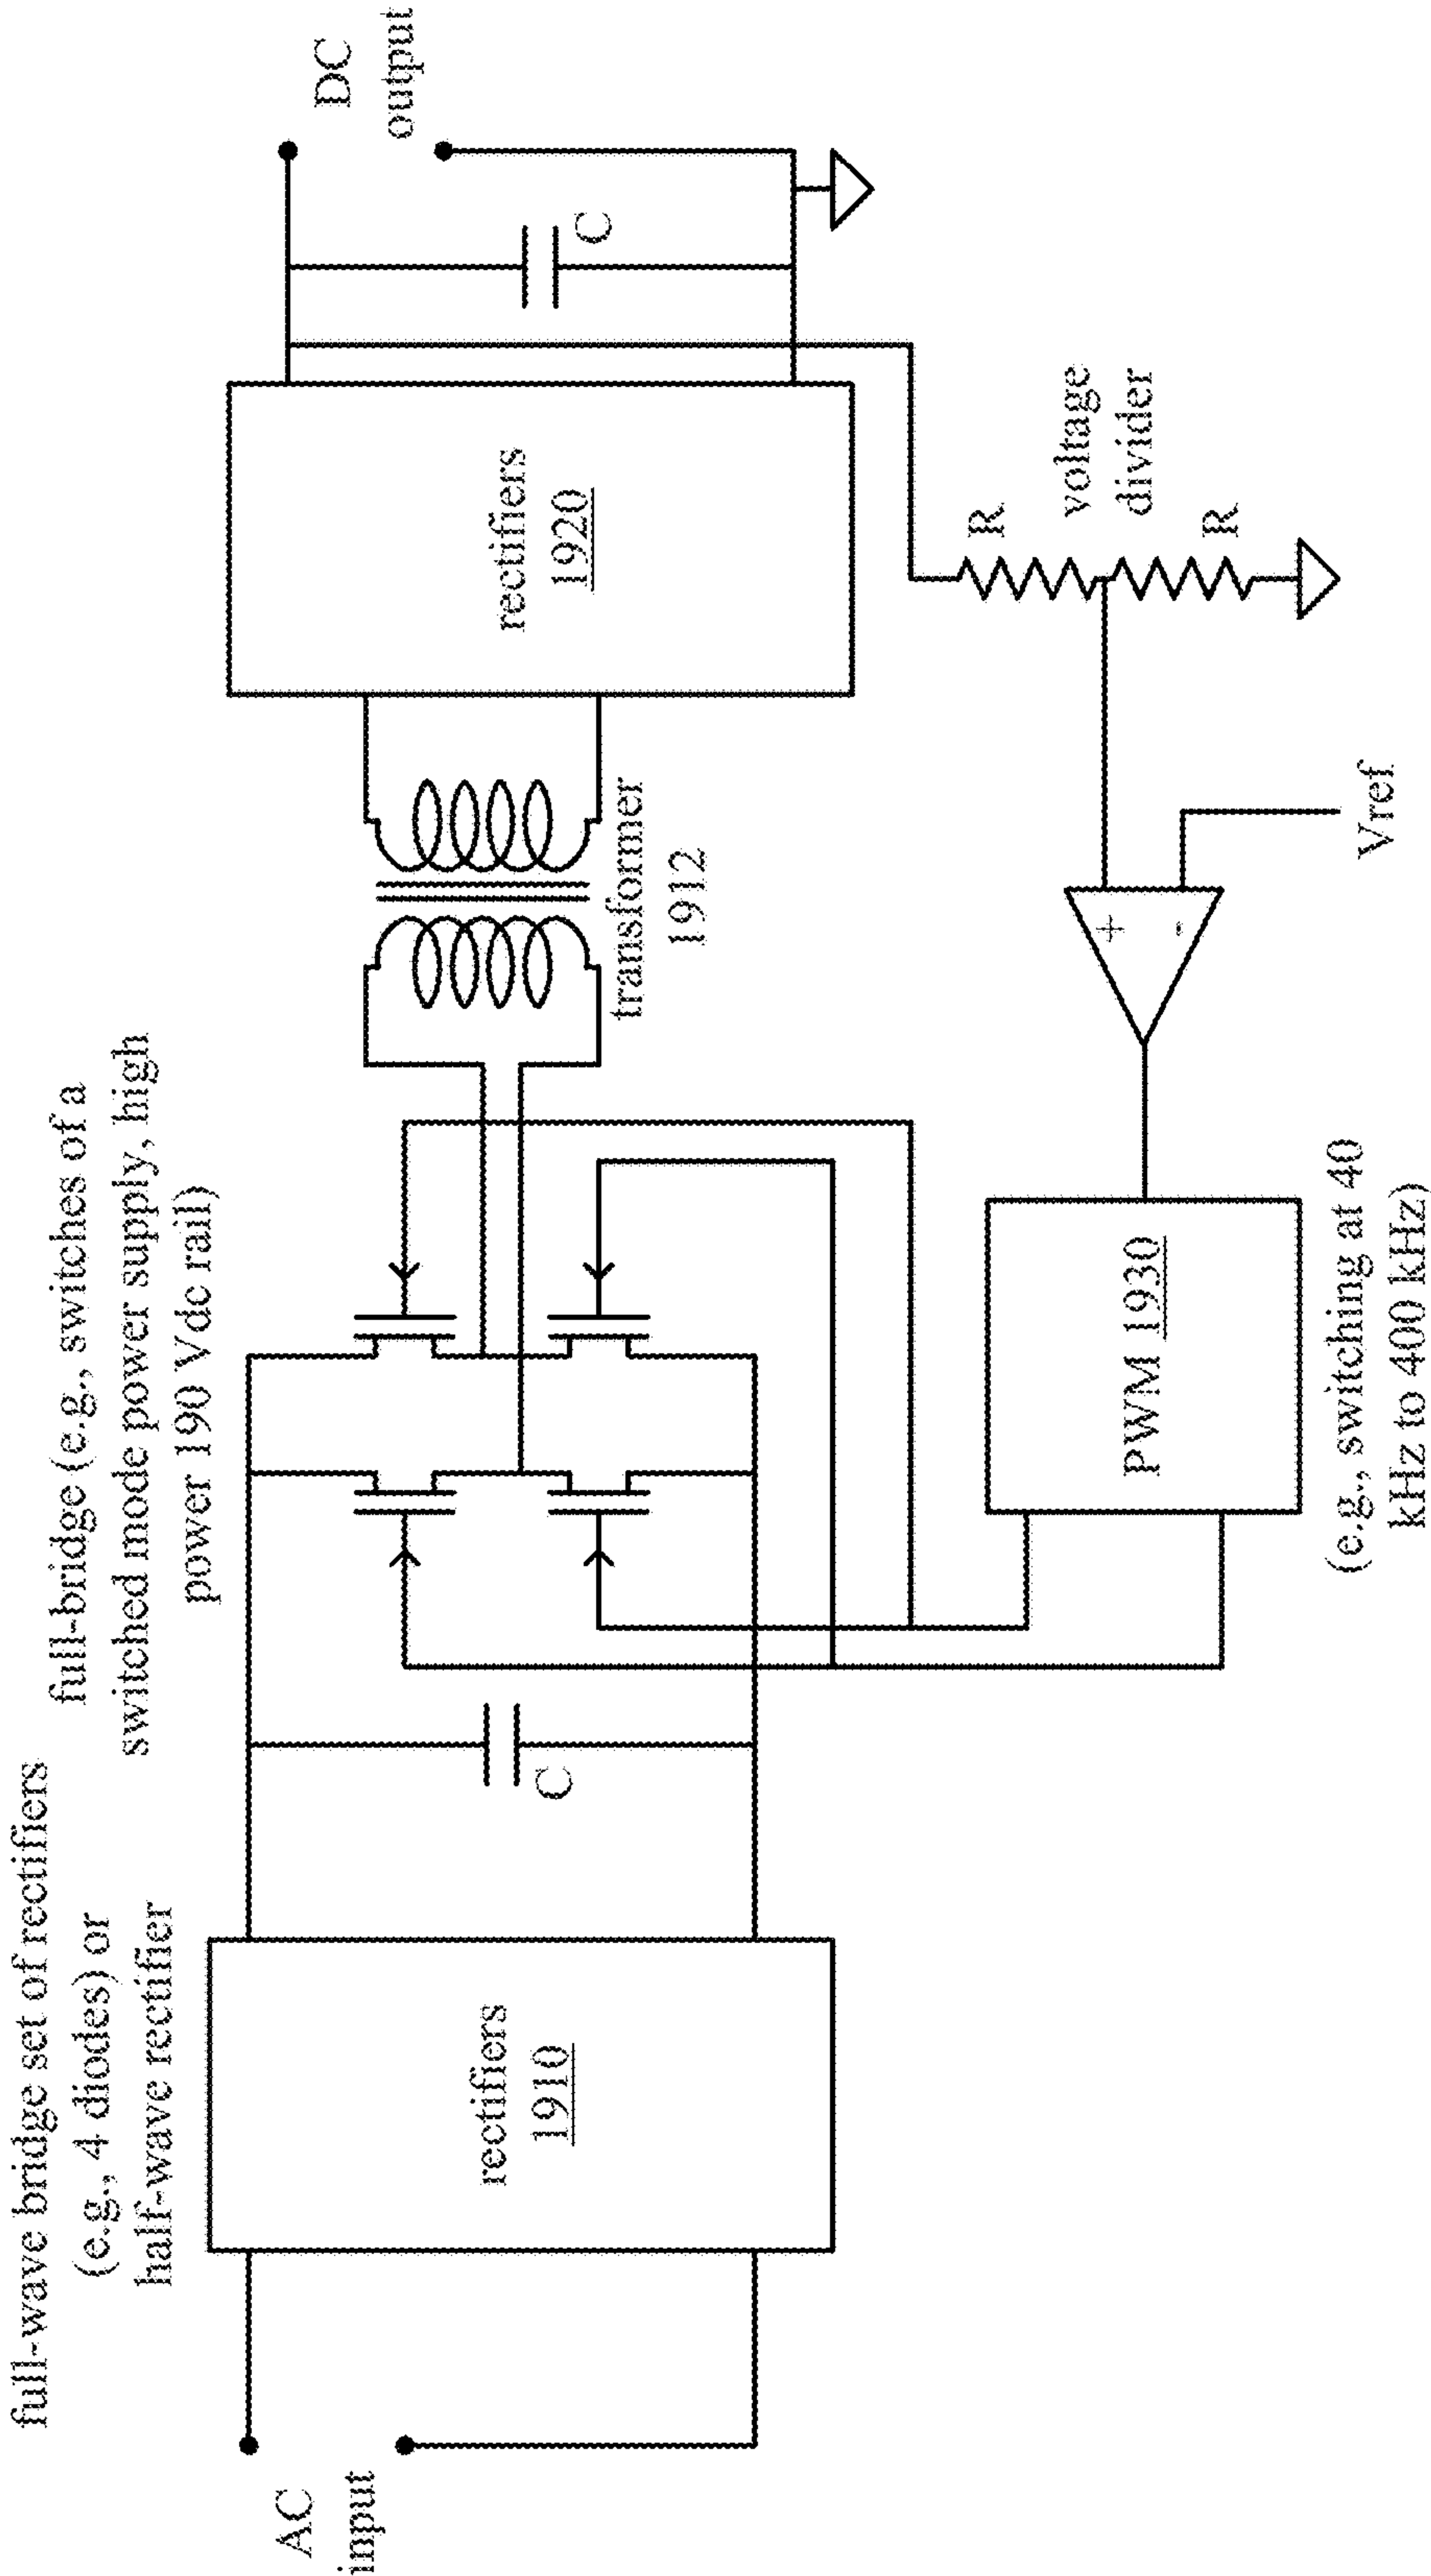 full-wave bridge set of rectifiers
(e.g., 4 diodes) or
half-wave rectifier
full-bridge (e.g., switches of a
switched mode power supply, high
power 190 Vdc rail)
AC
input
rectifiers
1910
C
transformer
1912
rectifiers
1920
C
DC
output
PWM 1930
(e.g., switching at 40
kHz to 400 kHz)
+
-
Vref
R
voltage
divider
R